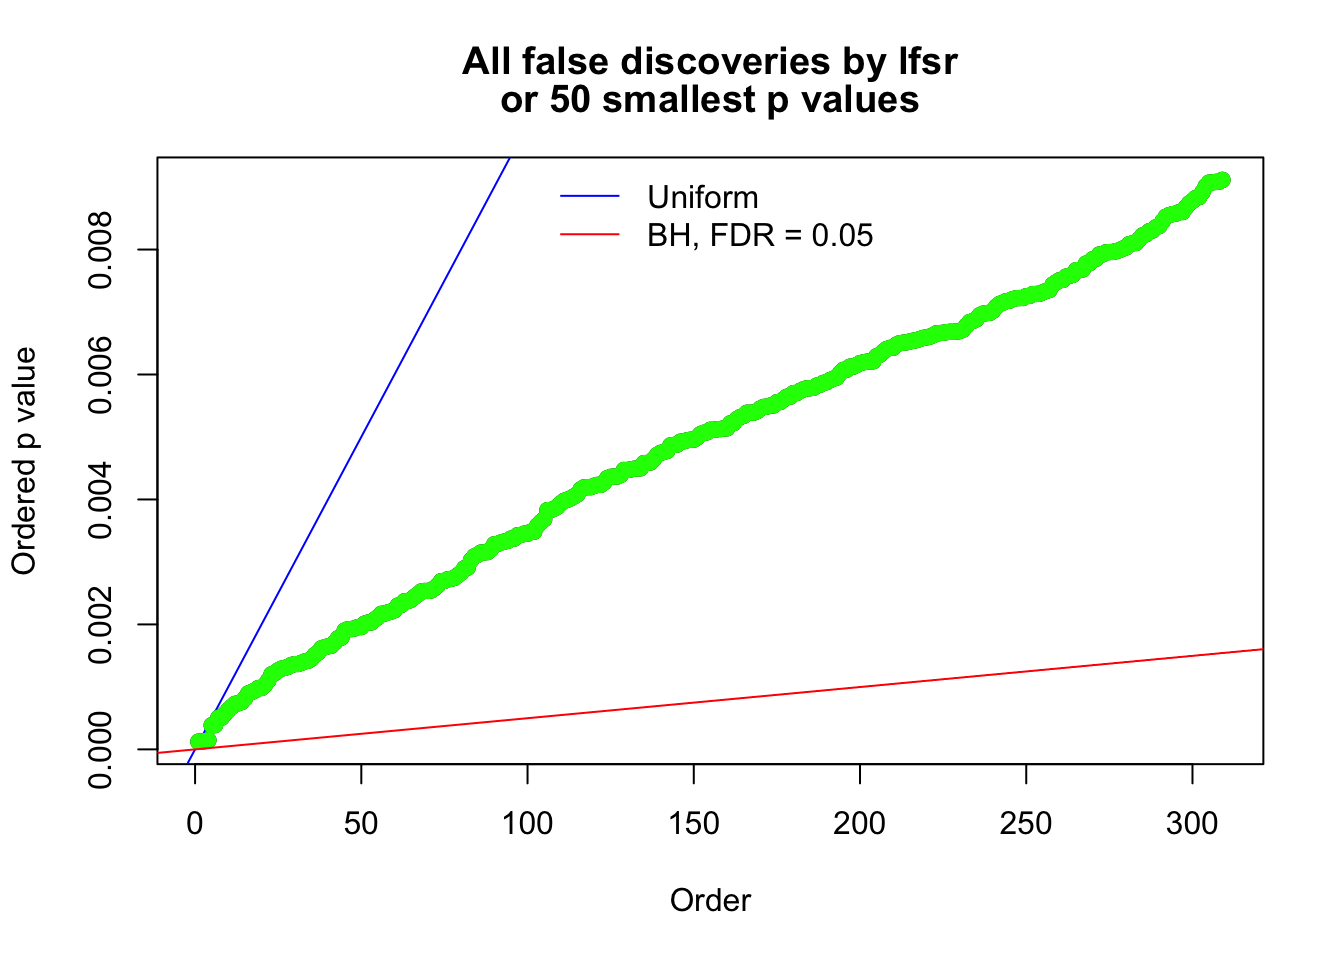 All false discoveries by lfsr
or 50 smallest p values
Uniform
BH, FDR = 0.05
Ordered p value
0.008
0.006
0.004
0.002
0.000
0 50 100 150 200 250 300
Order